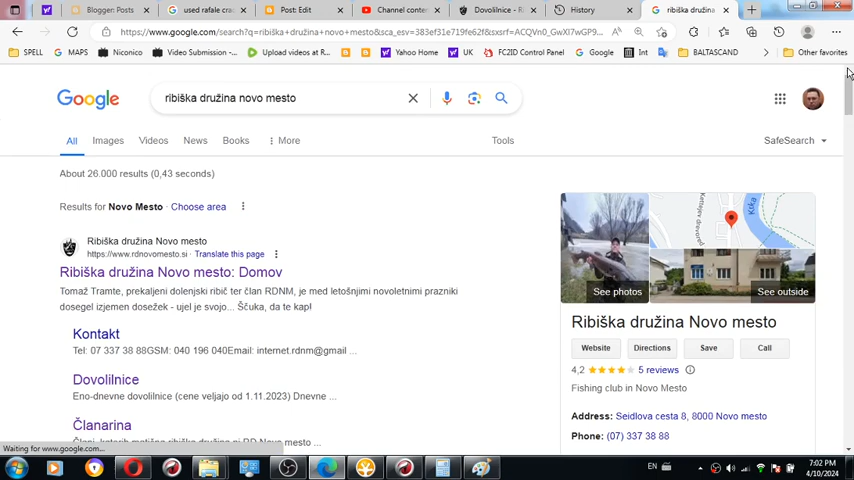 Blogger: Posts
used rafale cra
Post: Edit
Channel conten
Dovolilnice - R
History
ribiška družina
https://www.google.com/search?q=ribiška+družina+novo+mesto&sca_esv=383ef31e719fe62f&sxsrf=ACQVn0_GwXl7wGP9...
SPELL
MAPS
Niconico
Video Submission -...
Upload videos at R...
Yahoo Home
UK
FC2ID Control Panel
Google
Int
BALTASCAND
Other favorites
Google
ribiška družina novo mesto
All
Images
Videos
News
Books
More
Tools
SafeSearch
About 26.000 results (0,43 seconds)
Results for Novo Mesto · Choose area
Ribiška družina Novo mesto
https://www.rdnovomesto.si · Translate this page
Ribiška družina Novo mesto: Domov
Tomaž Tramte, prekaljeni dolenjski ribič ter član RDNM, je med letošnjimi novoletnimi prazniki
dosegel izjemen dosežek - ujel je svojo... Ščuka, da te kap!
Kontakt
Tel: 07 337 38 88GSM: 040 196 040Email: internet.rdnm@gmail ...
Dovolilnice
Eno-dnevne dovolilnice (cene veljajo od 1.11.2023) Dnevne ...
Članarina
Kettejev drevored
Krka
See photos
See outside
Ribiška družina Novo mesto
Website
Directions
Save
Call
4,2
5 reviews
Fishing club in Novo Mesto
Address: Seidlova cesta 8, 8000 Novo mesto
Phone: (07) 337 38 88
Waiting for www.google.com...
EN
7:02 PM
4/10/2024